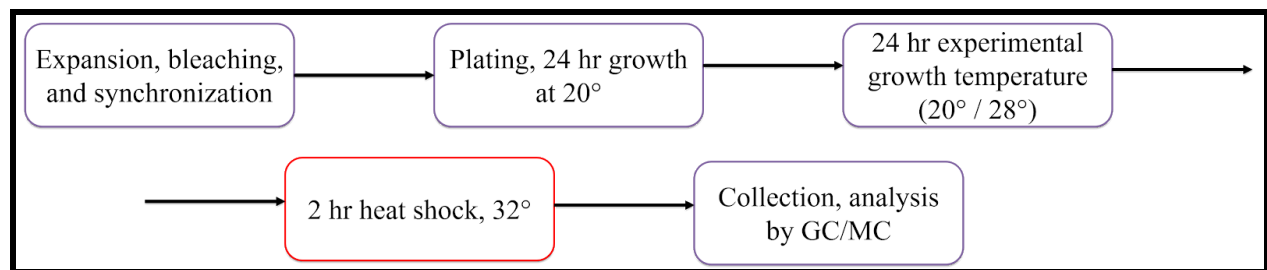 Expansion, bleaching,
and synchronization
Plating, 24 hr growth
at 20°
24 hr experimental
growth temperature
(20° / 28°)
2 hr heat shock, 32°
Collection, analysis
by GC/MC